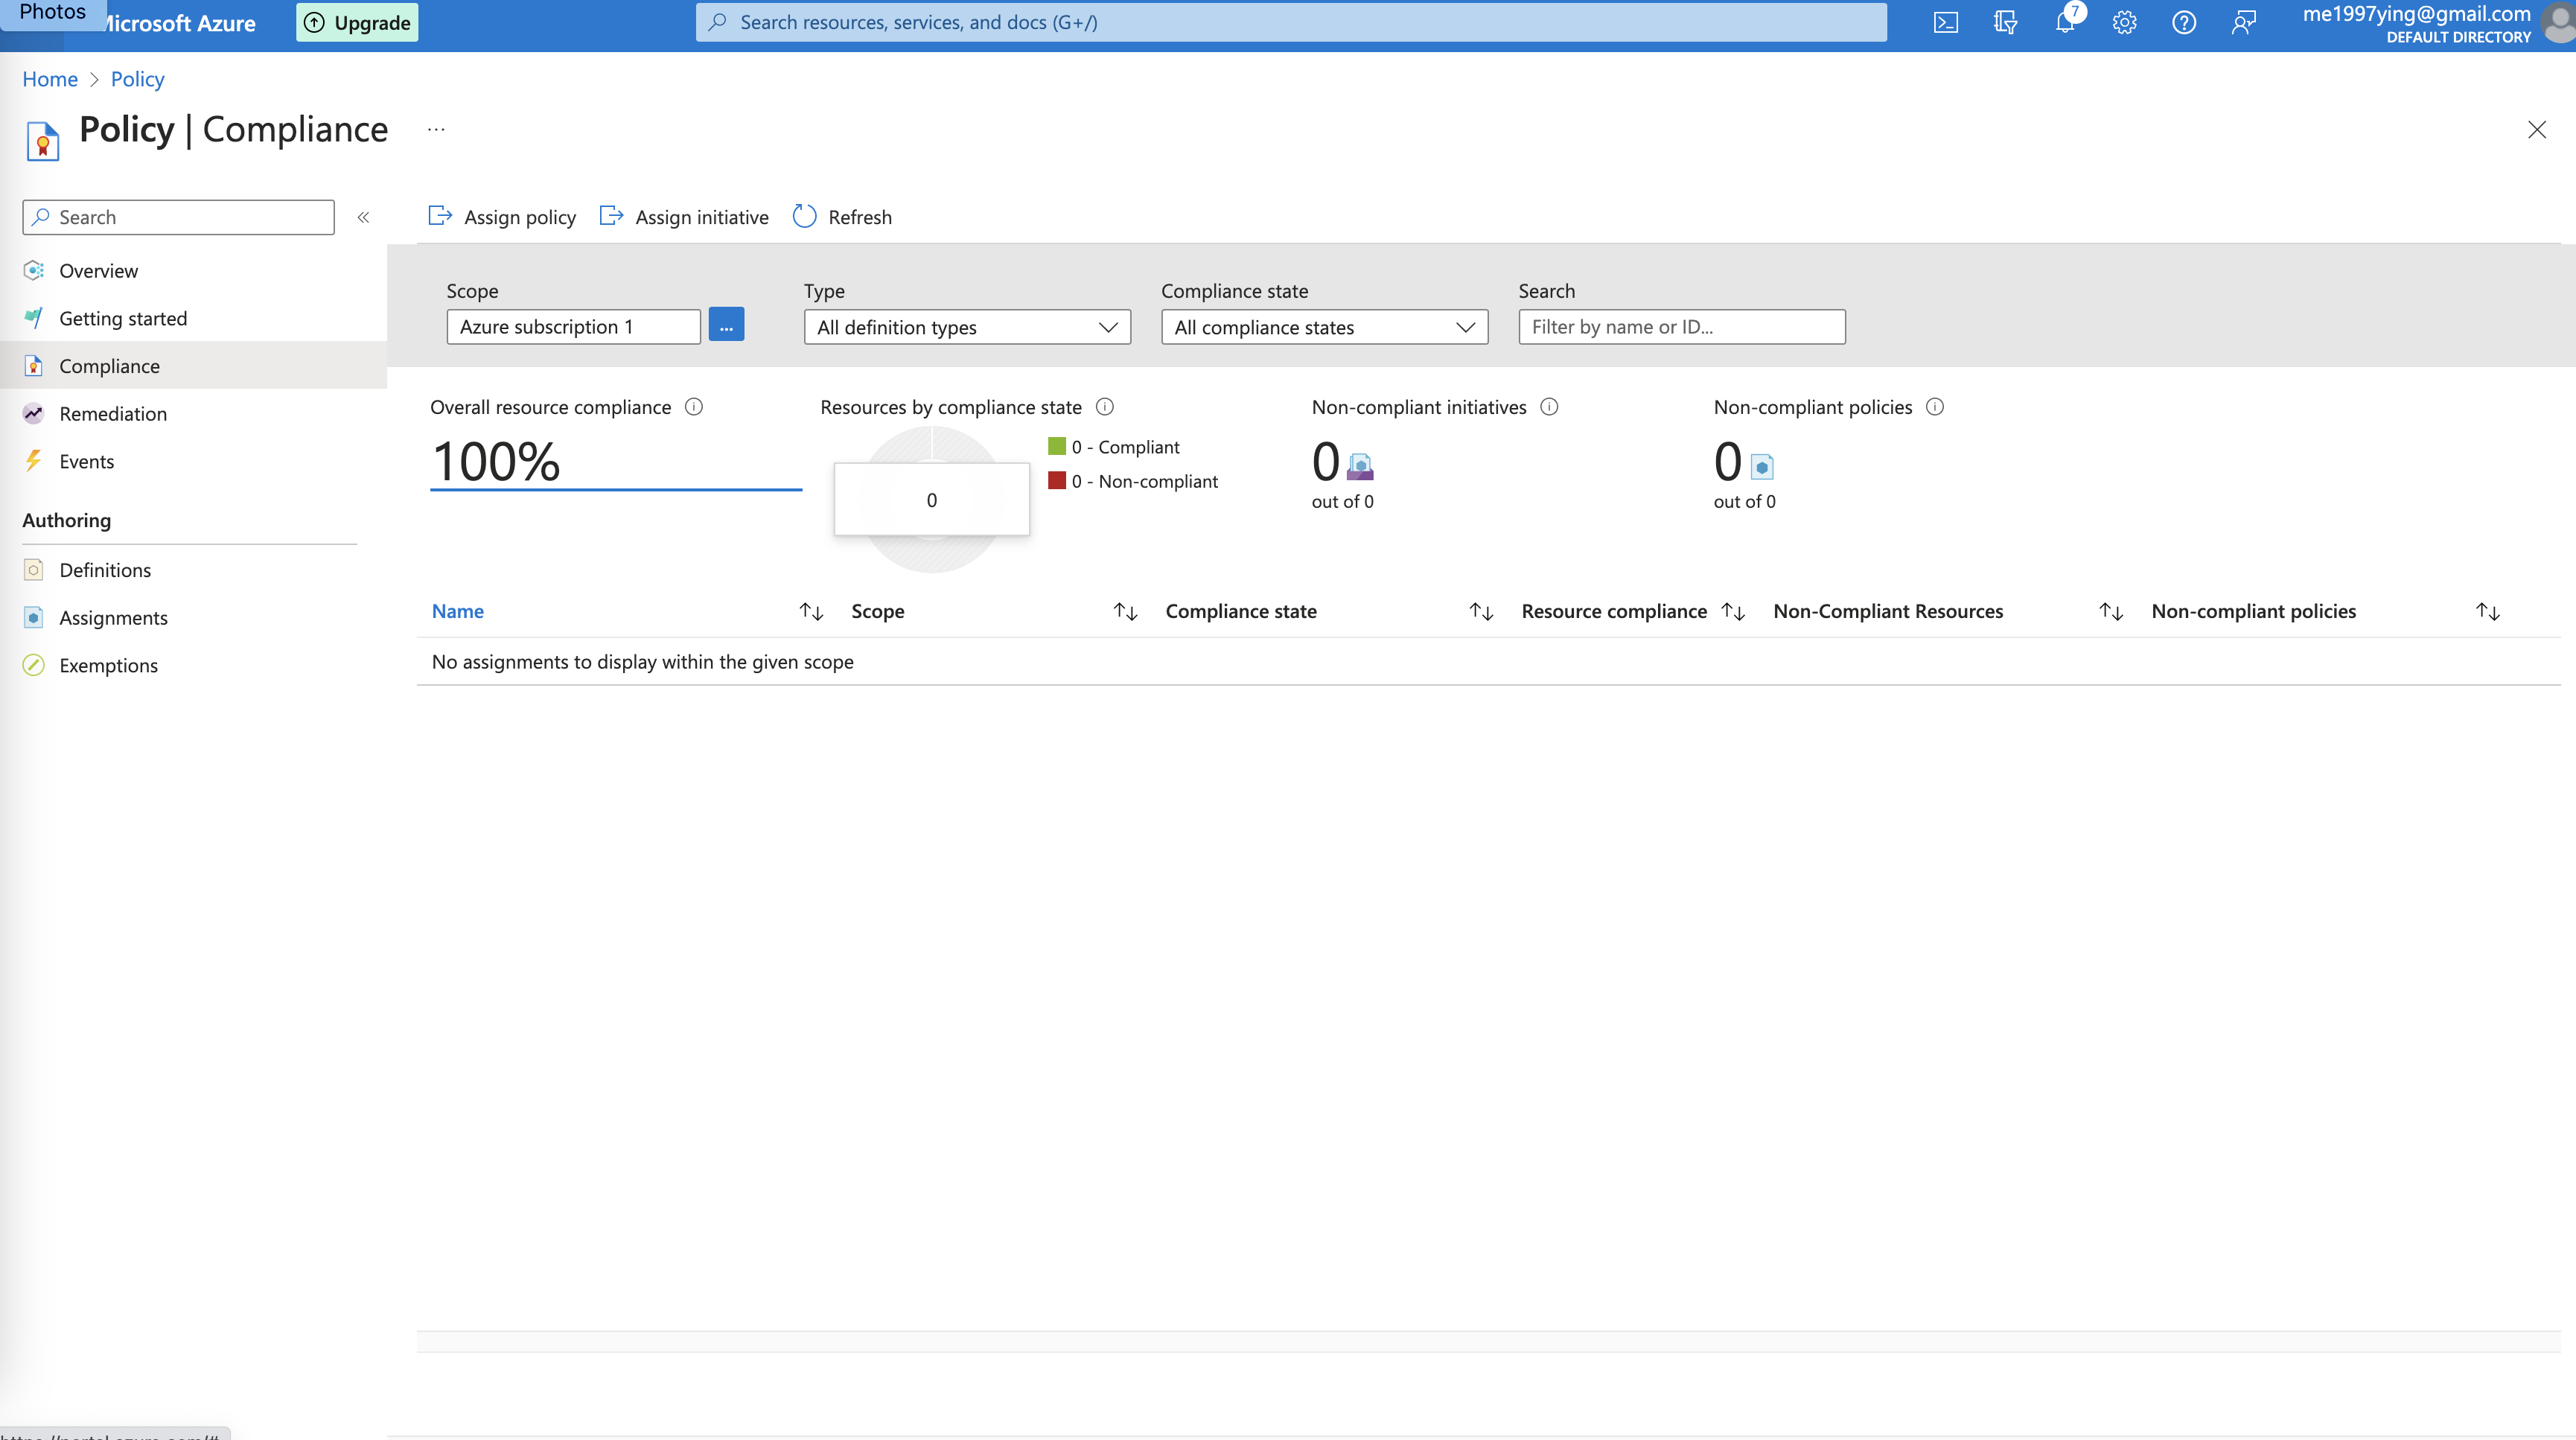 Photos
Microsoft Azure
Upgrade
Search resources, services, and docs (G+/)
7
me1997ying@gmail.com
DEFAULT DIRECTORY
Home > Policy
Policy | Compliance
...
Search
«
Assign policy
Assign initiative
Refresh
Overview
Getting started
Compliance
Remediation
Events
Authoring
Definitions
Assignments
Exemptions
Scope
Azure subscription 1
...
Type
All definition types
Compliance state
All compliance states
Search
Filter by name or ID...
Overall resource compliance
100%
Resources by compliance state
0
0 - Compliant
0 - Non-compliant
Non-compliant initiatives
0
out of 0
Non-compliant policies
0
out of 0
Name
Scope
Compliance state
Resource compliance
Non-Compliant Resources
Non-compliant policies
No assignments to display within the given scope
https://portal.azure.com/#